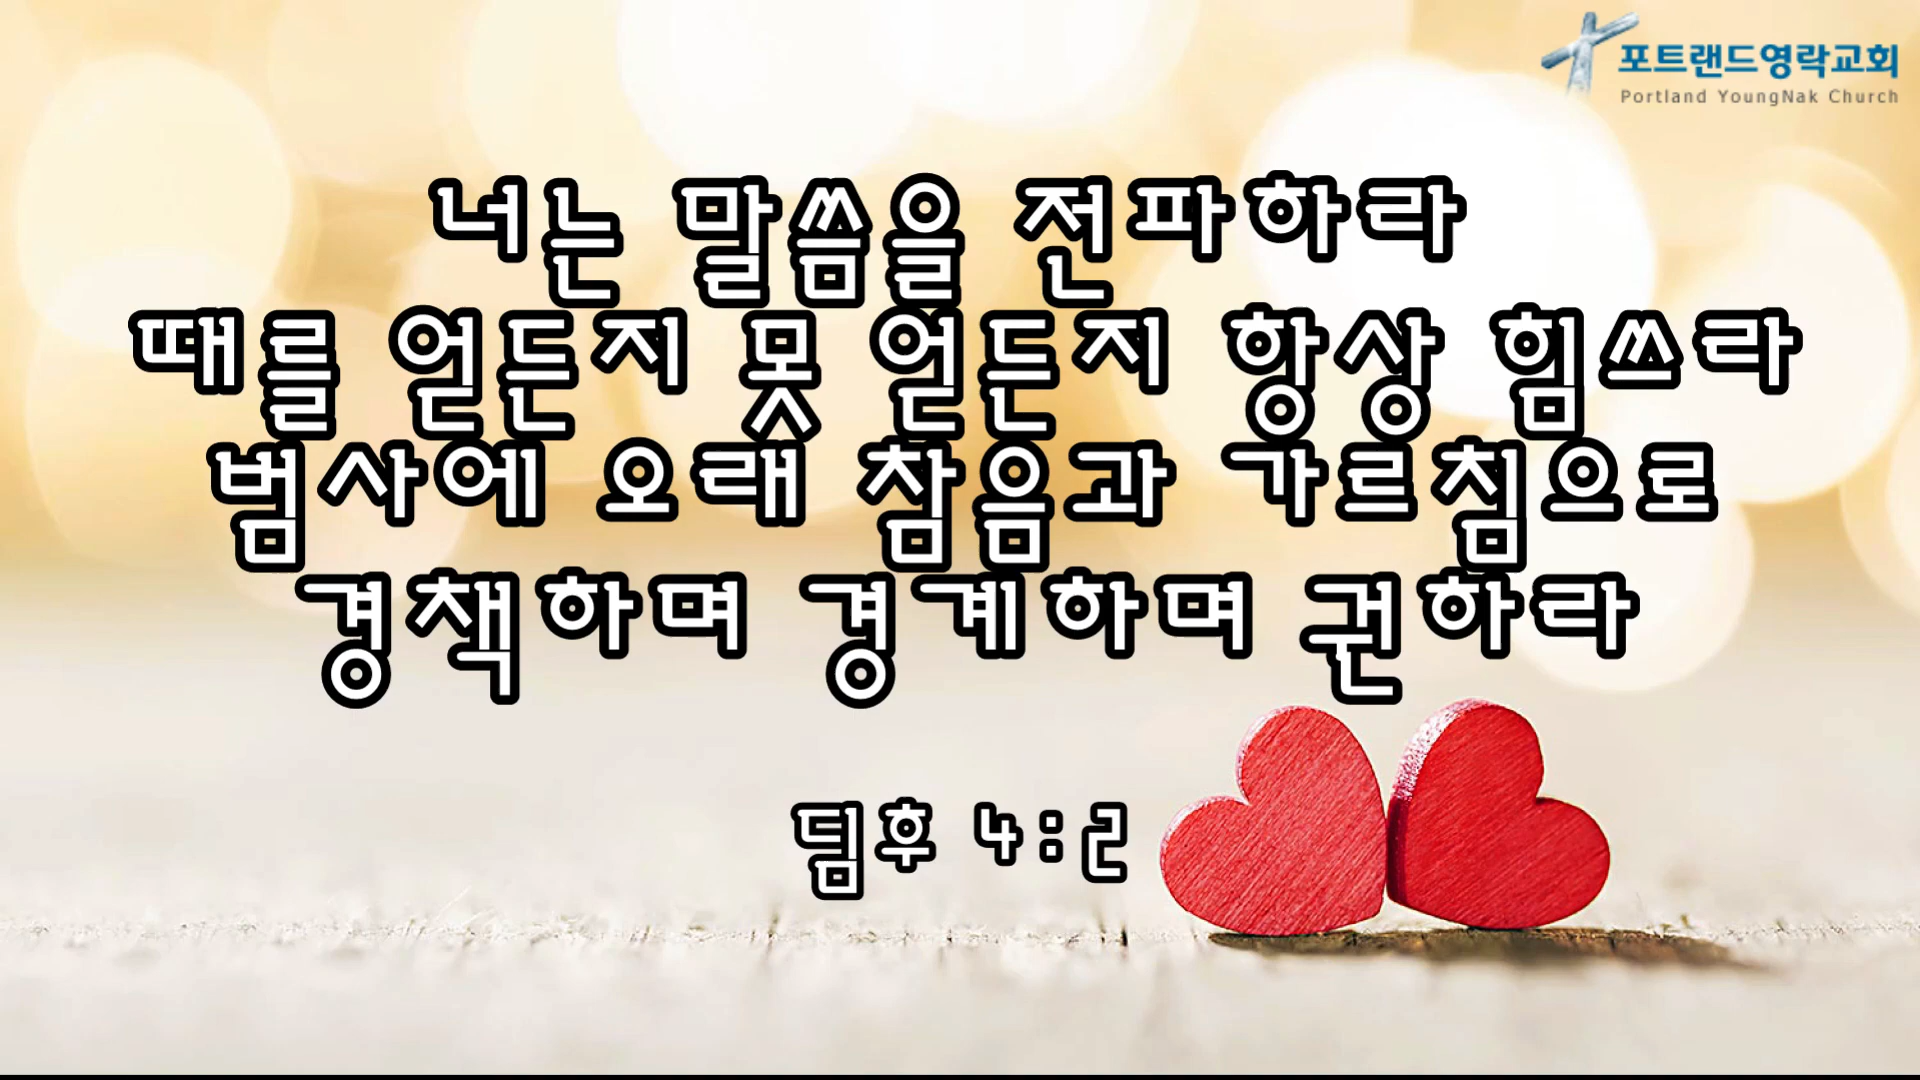 포트랜드영락교회
Portland YoungNak Church
너는 말씀을 전파하라
때를 얻든지 못 얻든지 항상 힘쓰라
범사에 오래 참음과 가르침으로
경책하며 경계하며 권하라
딤후 4:2